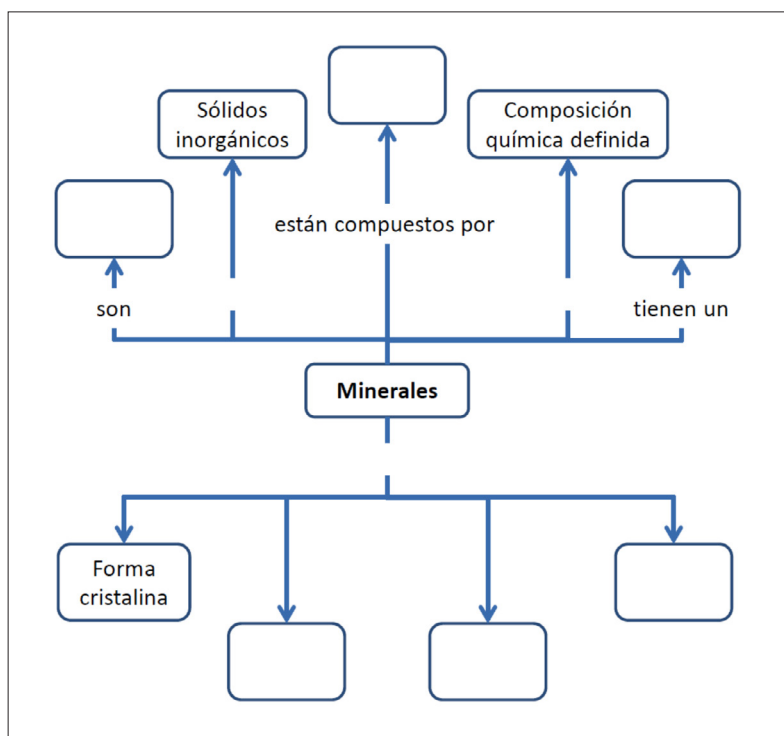 Sólidos
inorgánicos
Composición
química definida
están compuestos por
son
tienen un
Minerales
Forma
cristalina